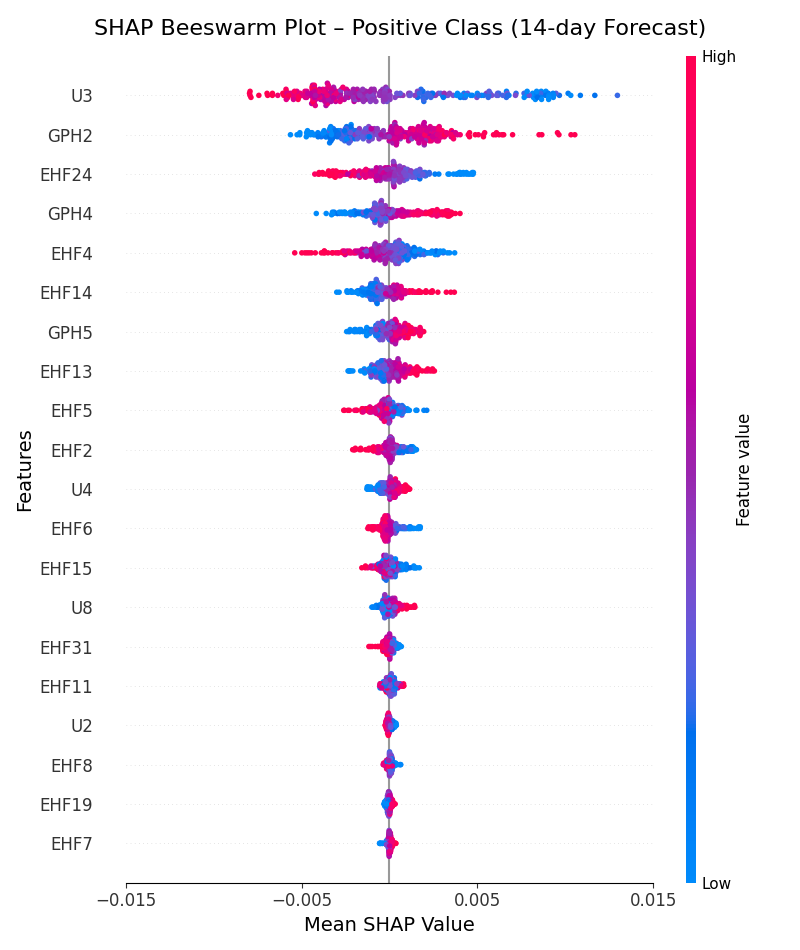 SHAP Beeswarm Plot – Positive Class (14-day Forecast)
High
U3
GPH2
EHF24
GPH4
EHF4
EHF14
GPH5
EHF13
EHF5
EHF2
U4
EHF6
EHF15
U8
EHF31
EHF11
U2
EHF8
EHF19
EHF7
Features
Feature value
Low
−0.015 −0.005 0.005 0.015
Mean SHAP Value